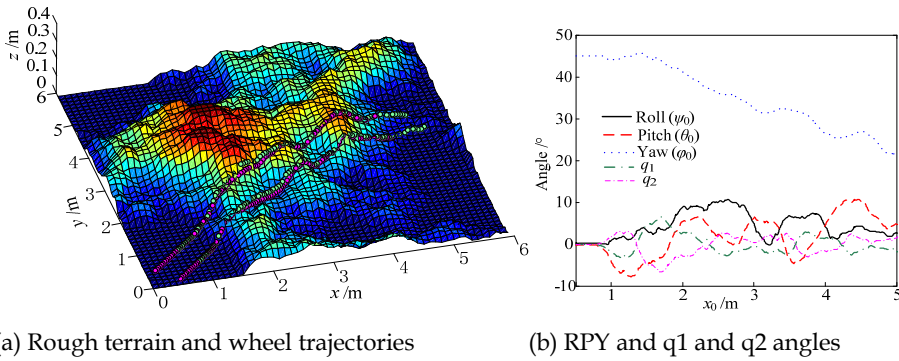 0.4
0.3
0.2
0.1
0
z /m
6
5
4
3
2
1
0
y /m
0
1
2
3
4
5
6
x /m
50
40
30
20
10
0
-10
Angle/°
Roll (ψ0)
Pitch (θ0)
Yaw (φ0)
q1
q2
1
2
3
4
5
x0/m
(a) Rough terrain and wheel trajectories
(b) RPY and q1 and q2 angles